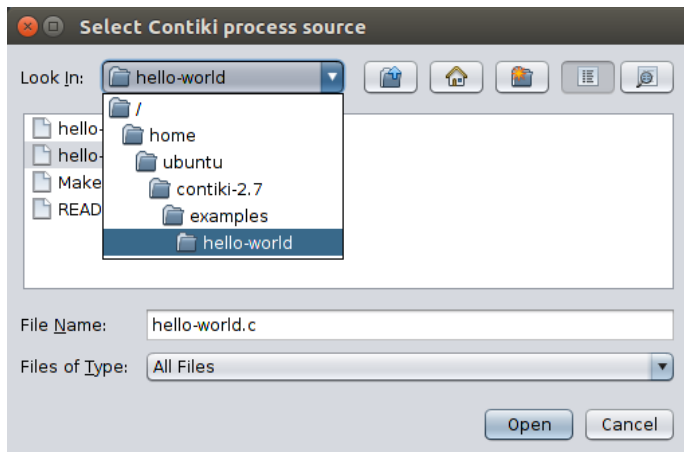 Select Contiki process source
Look In: hello-world
/
hello- home
hello- ubuntu
Make contiki-2.7
READ examples
hello-world
File Name: hello-world.c
Files of Type: All Files
Open Cancel